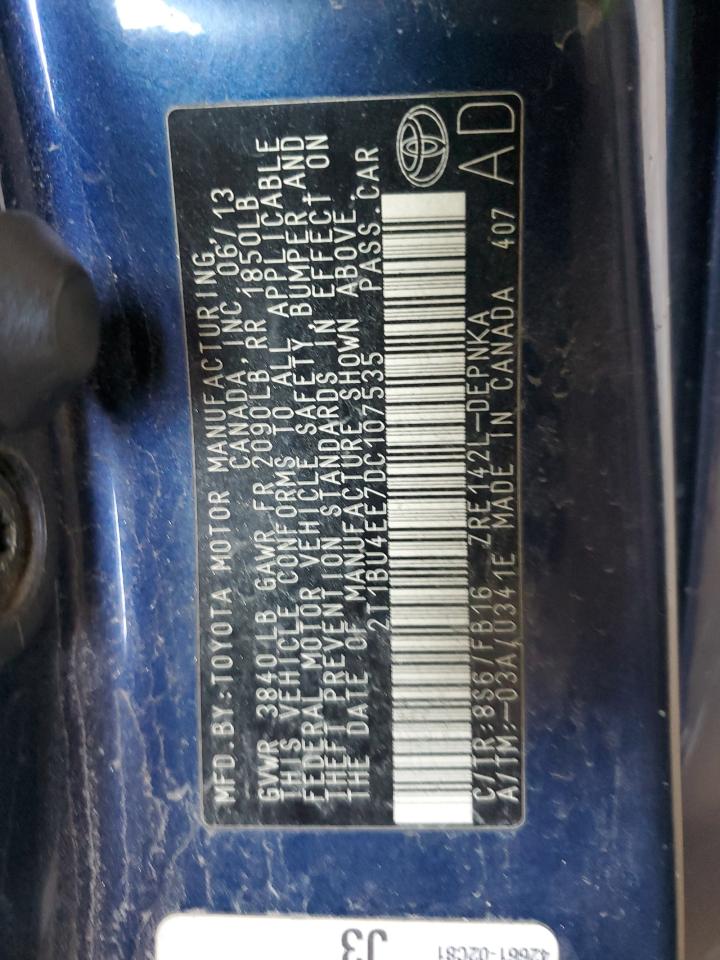 MFD.BY:TOYOTA MOTOR MANUFACTURING
CANADA, INC 06/13
GVWR 3840LB GAWR FR 2090LB,RR 1850LB
THIS VEHICLE CONFORMS TO ALL APPLICABLE
FEDERAL MOTOR VEHICLE SAFETY,BUMPER,AND
THEFT PREVENTION STANDARDS IN EFFECT ON
THE DATE OF MANUFACTURE SHOWN ABOVE.
2T1BU4EE7DC107535 PASS.CAR
C/TR:8S6/FB16 ZRE142L-DEPNKA
A/TM:-03A/U341E MADE IN CANADA 407 AD
J3
42661-02C81